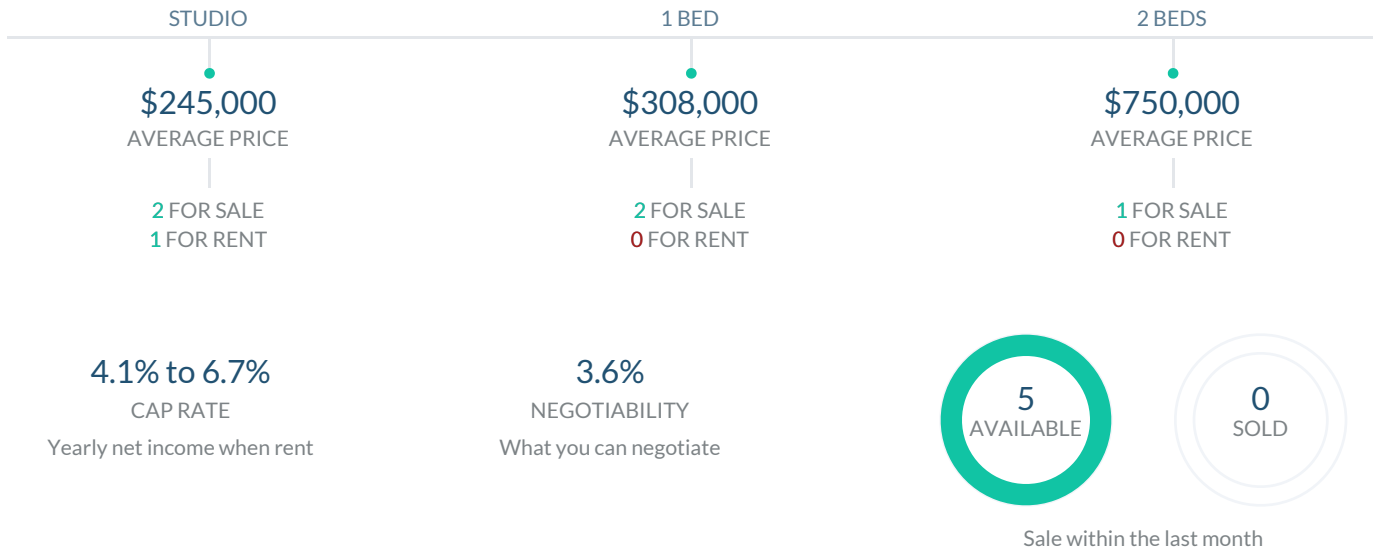 STUDIO
$245,000
AVERAGE PRICE
2 FOR SALE
1 FOR RENT
1 BED
$308,000
AVERAGE PRICE
2 FOR SALE
0 FOR RENT
2 BEDS
$750,000
AVERAGE PRICE
1 FOR SALE
0 FOR RENT
4.1% to 6.7%
CAP RATE
Yearly net income when rent
3.6%
NEGOTIABILITY
What you can negotiate
5
AVAILABLE
0
SOLD
Sale within the last month